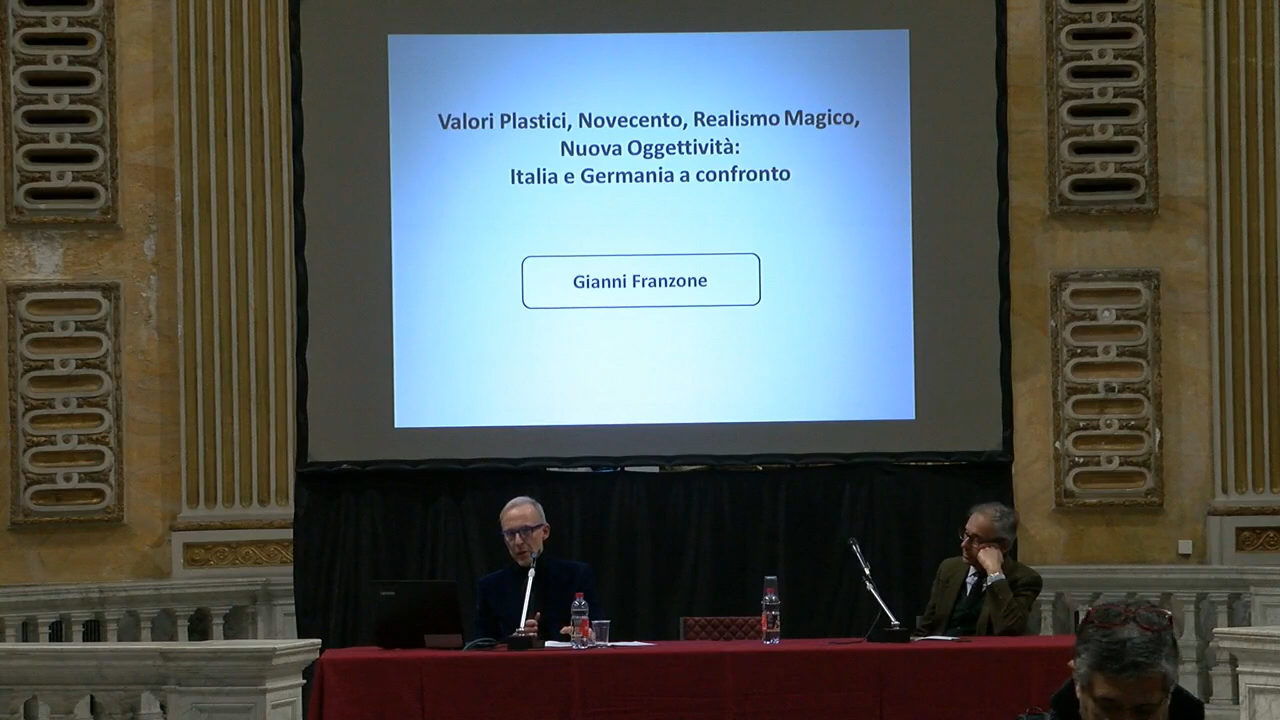 Valori Plastici, Novecento, Realismo Magico,
Nuova Oggettività:
Italia e Germania a confronto
Gianni Franzone